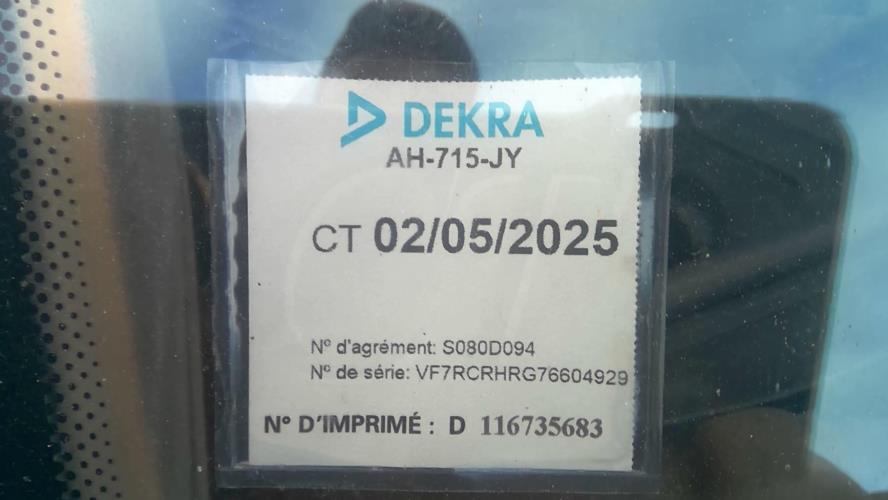 DEKRA
AH-715-JY
CT 02/05/2025
N° d'agrément: S080D094
N° de série: VF7RCRHRG76604929
N° D'IMPRIMÉ : D 116735683